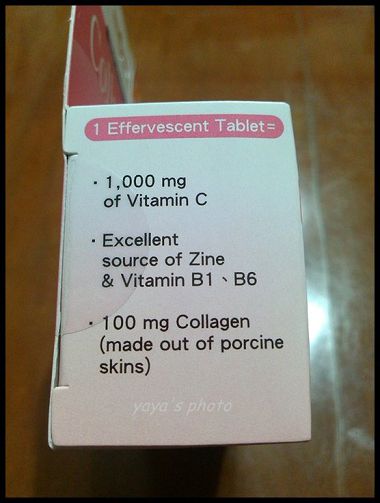 1 Effervescent Tablet=
· 1,000 mg
of Vitamin C
· Excellent
source of Zine
& Vitamin B1、B6
· 100 mg Collagen
(made out of porcine
skins)
yaya's photo